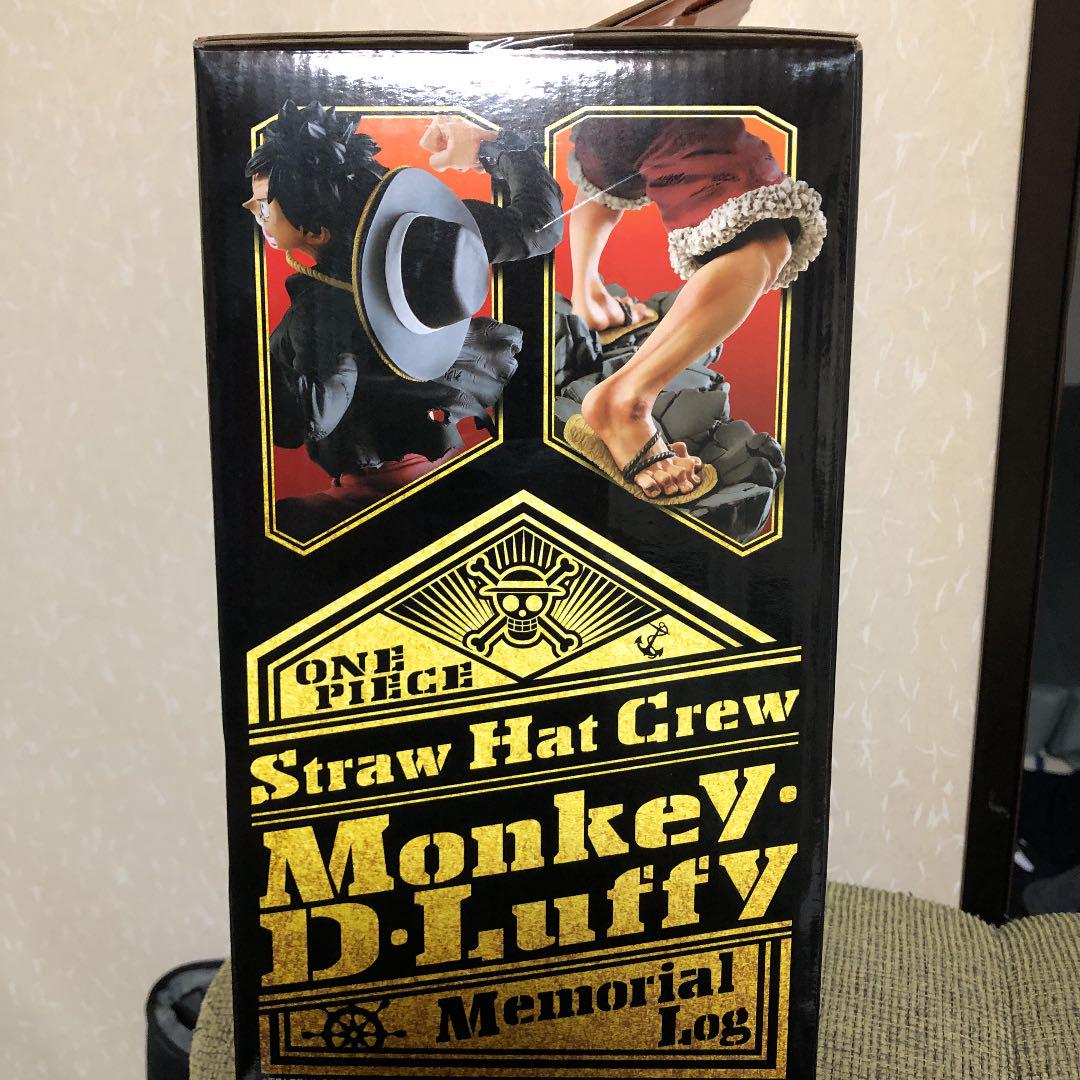 ONE
PIECE
Straw Hat Crew
Monkey.
D.Luffy
Memorial
Log